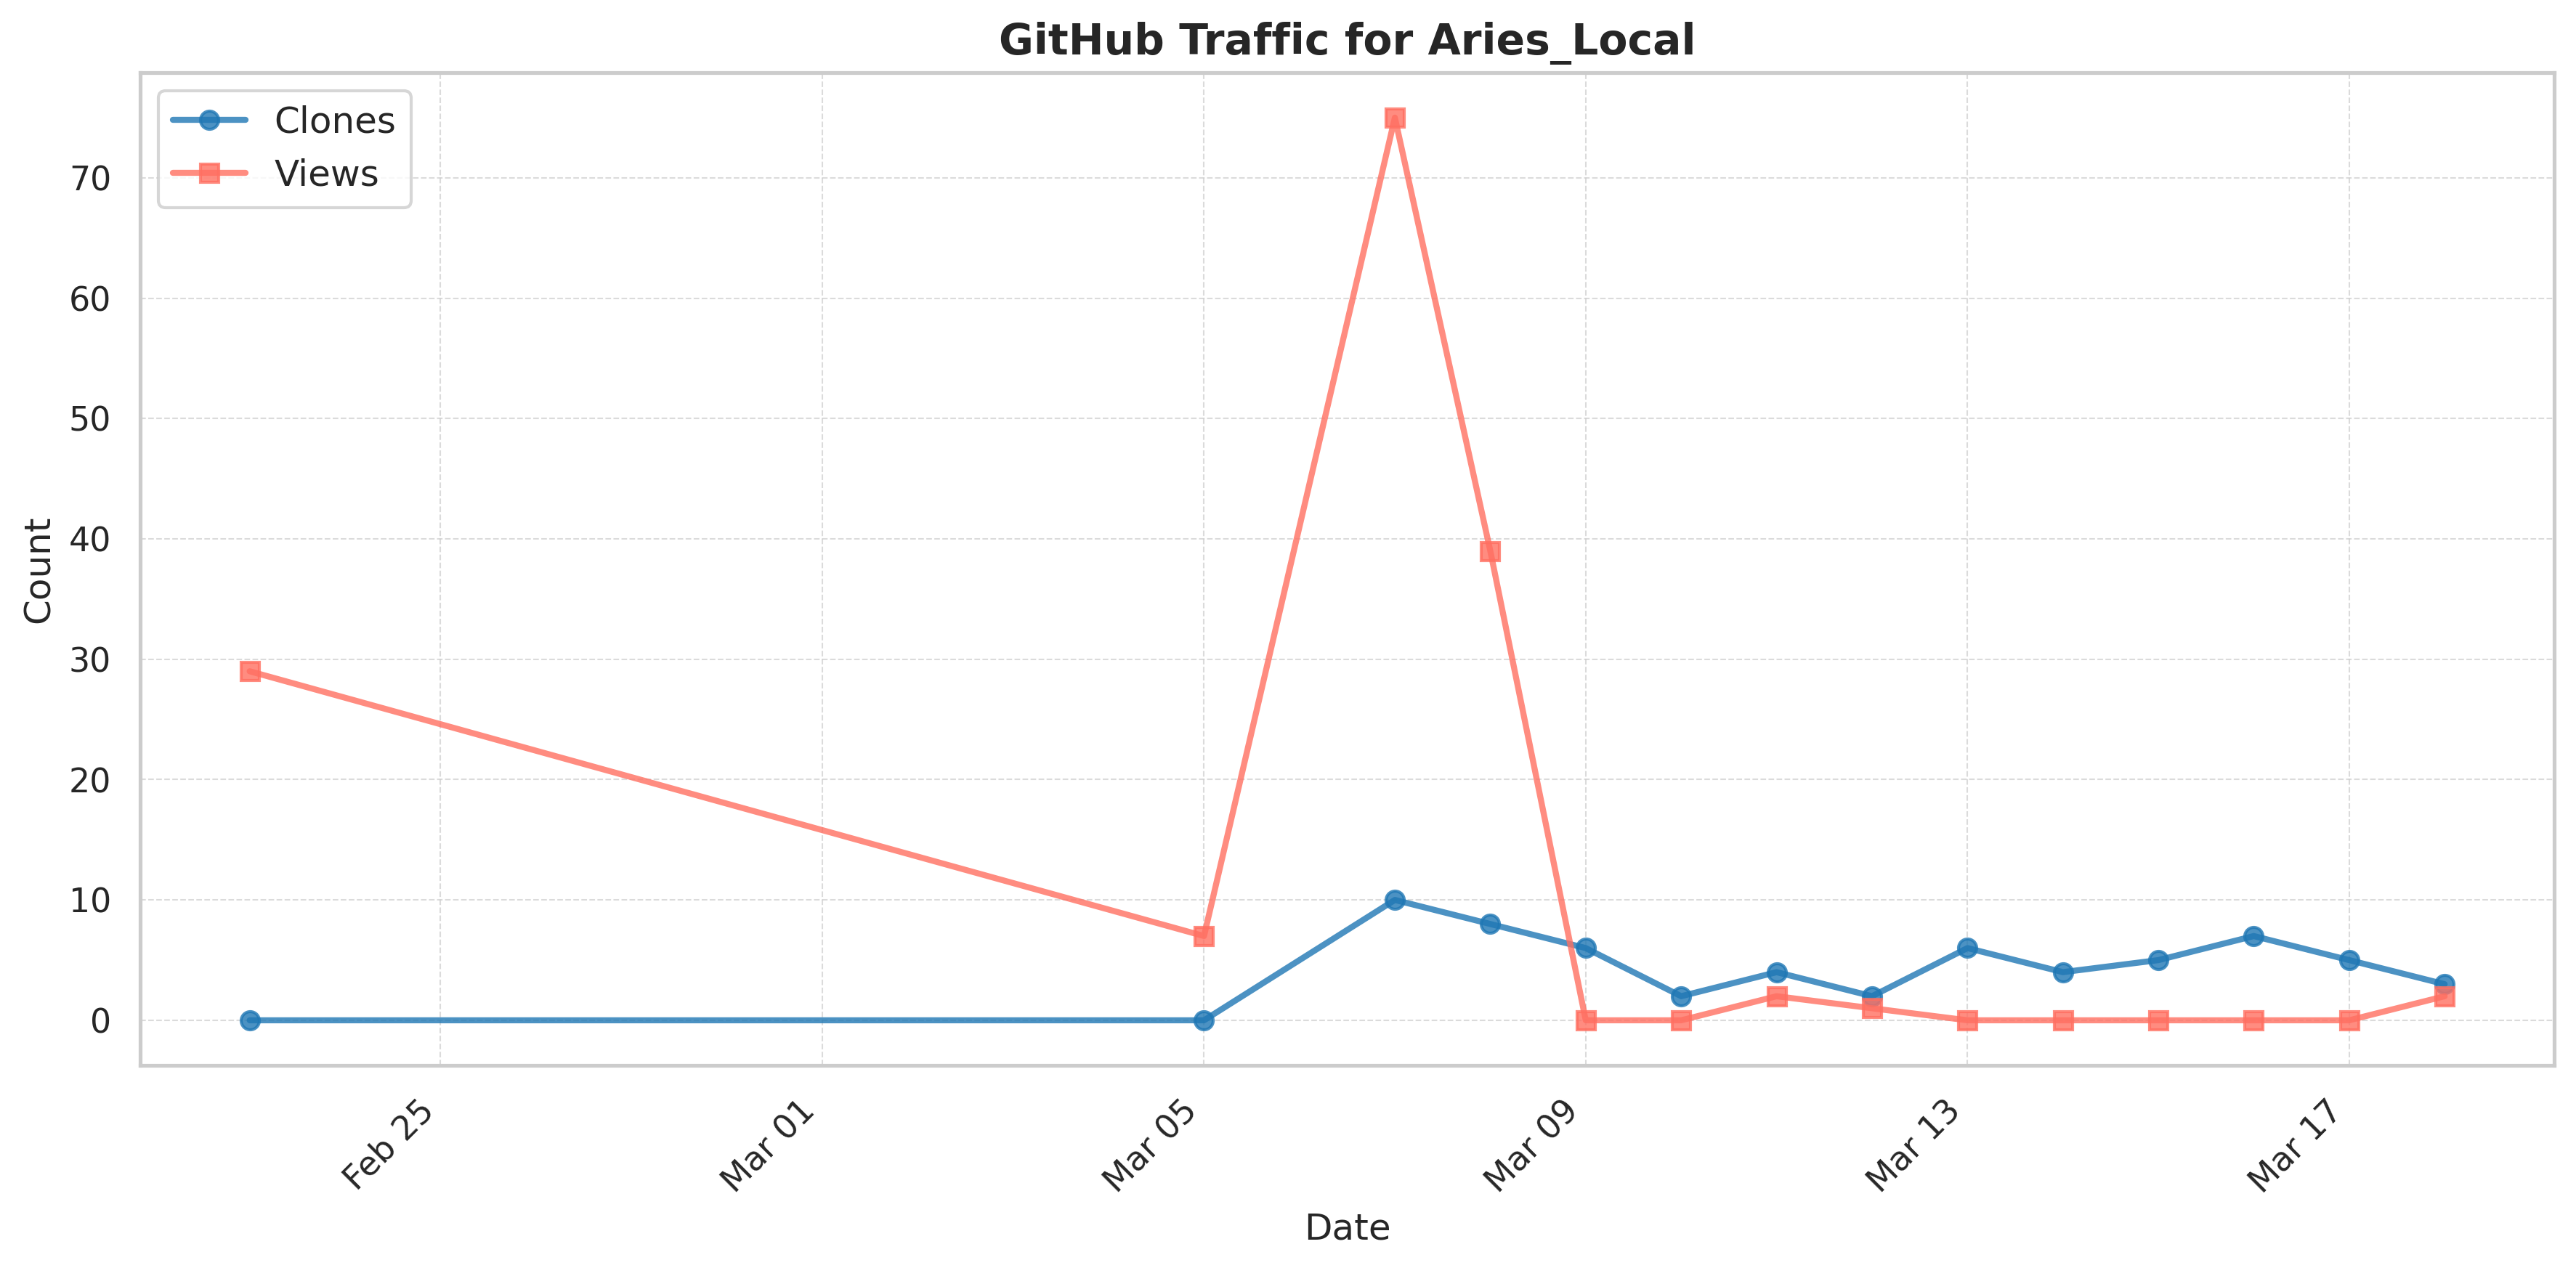 GitHub Traffic for Aries_Local
Clones
Views
70
60
50
40
30
20
10
0
Count
Feb 25
Mar 01
Mar 05
Mar 09
Mar 13
Mar 17
Date